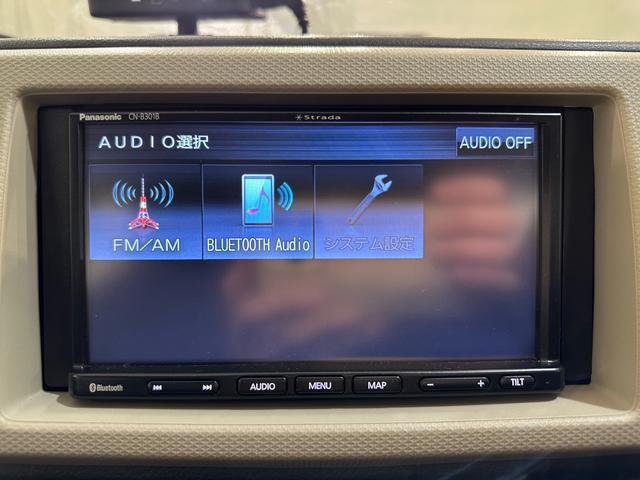 Panasonic CN-B301B Strada
AUDIO選択 AUDIO OFF
FM/AM BLUETOOTH Audio システム設定
Bluetooth AUDIO MENU MAP − + TILT